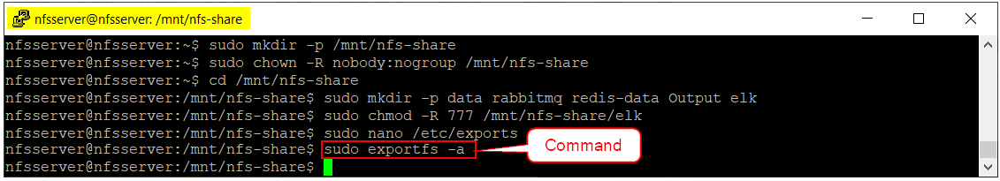 nfsserver@nfsserver: /mnt/nfs-share
nfsserver@nfsserver:~$ sudo mkdir -p /mnt/nfs-share
nfsserver@nfsserver:~$ sudo chown -R nobody:nogroup /mnt/nfs-share
nfsserver@nfsserver:~$ cd /mnt/nfs-share
nfsserver@nfsserver:/mnt/nfs-share$ sudo mkdir -p data rabbitmq redis-data Output elk
nfsserver@nfsserver:/mnt/nfs-share$ sudo chmod -R 777 /mnt/nfs-share/elk
nfsserver@nfsserver:/mnt/nfs-share$ sudo nano /etc/exports
nfsserver@nfsserver:/mnt/nfs-share$ sudo exportfs -a
Command
nfsserver@nfsserver:/mnt/nfs-share$